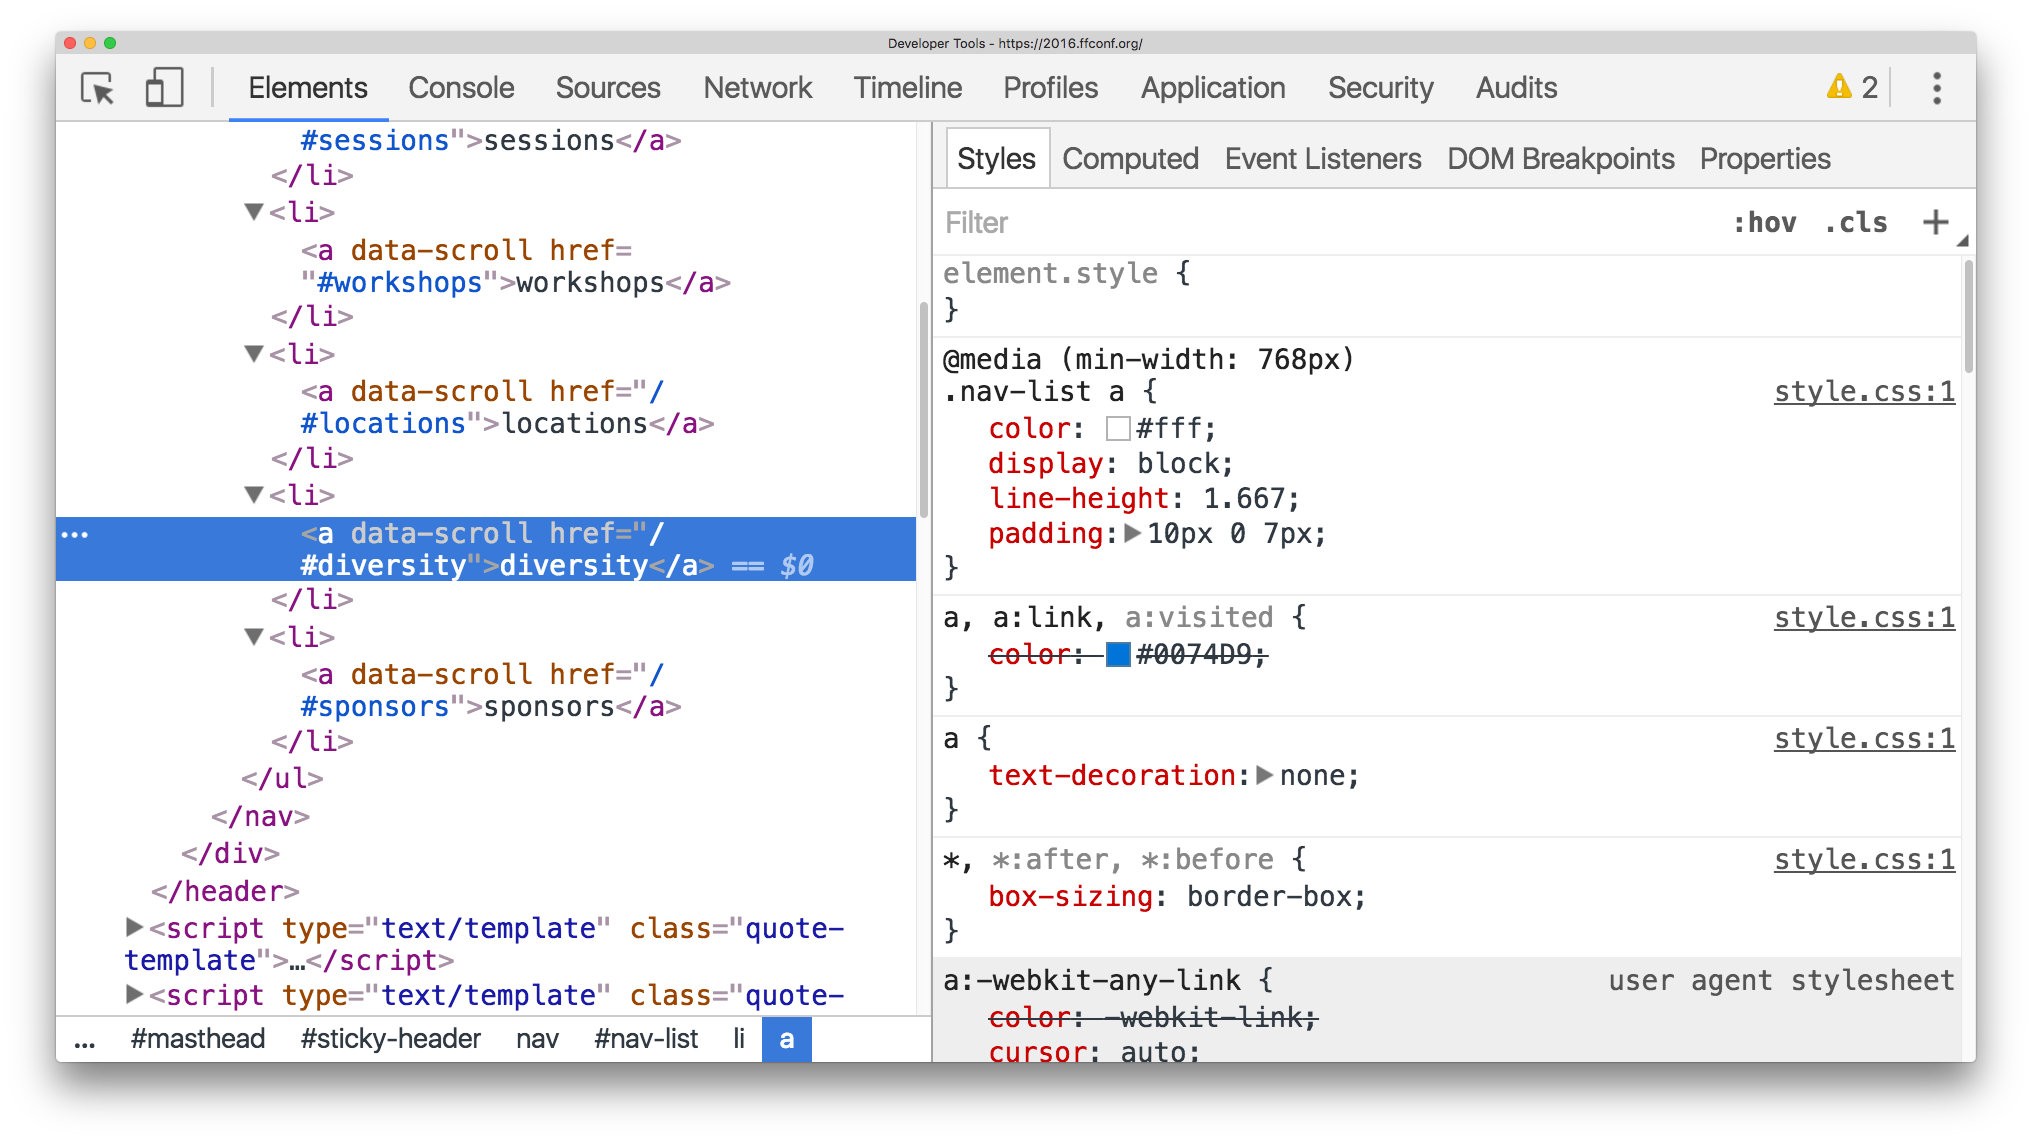 Developer Tools - https://2016.ffconf.org/
Elements Console Sources Network Timeline Profiles Application Security Audits 2
#sessions">sessions</a>
</li>
<li>
<a data-scroll href=
"#workshops">workshops</a>
</li>
<li>
<a data-scroll href="/
#locations">locations</a>
</li>
<li>
... <a data-scroll href="/
#diversity">diversity</a> == $0
</li>
<li>
<a data-scroll href="/
#sponsors">sponsors</a>
</li>
</ul>
</nav>
</div>
</header>
<script type="text/template" class="quote-
template">…</script>
<script type="text/template" class="quote-
... #masthead #sticky-header nav #nav-list li a
Styles Computed Event Listeners DOM Breakpoints Properties
Filter :hov .cls +
element.style {
}
@media (min-width: 768px)
.nav-list a { style.css:1
color: #fff;
display: block;
line-height: 1.667;
padding: 10px 0 7px;
}
a, a:link, a:visited { style.css:1
color: #0074D9;
}
a { style.css:1
text-decoration: none;
}
*, *:after, *:before { style.css:1
box-sizing: border-box;
}
a:-webkit-any-link { user agent stylesheet
color: -webkit-link;
cursor: auto;